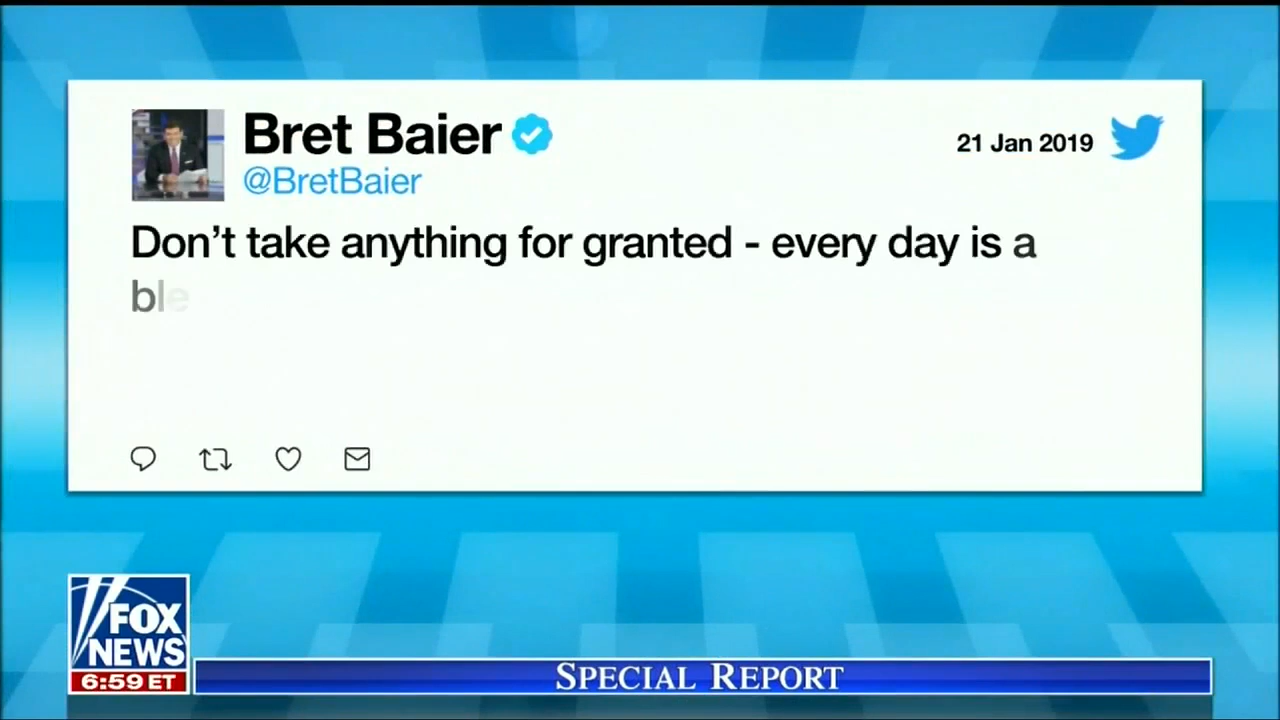 Bret Baier
@BretBaier
21 Jan 2019
Don't take anything for granted - every day is a
ble
FOX
NEWS
6:59 ET
SPECIAL REPORT